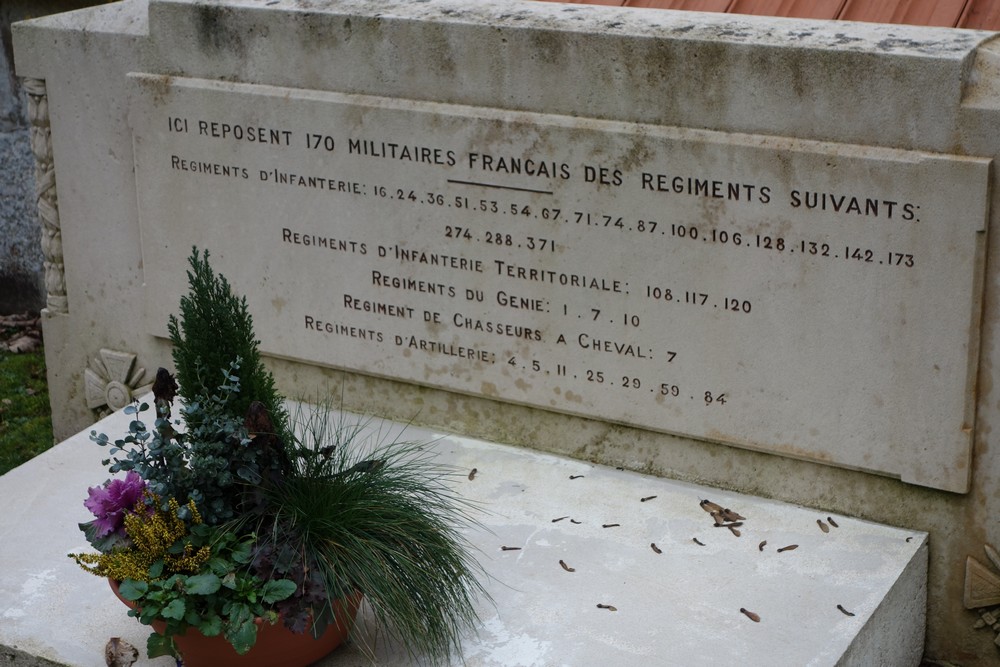 ICI REPOSENT 170 MILITAIRES FRANÇAIS DES REGIMENTS SUIVANTS:
REGIMENTS D'INFANTERIE: 16.24.36.51.53.54.67.71.74.87.100.106.128.132.142.173
274.288.371
REGIMENTS D'INFANTERIE TERRITORIALE: 108.117.120
REGIMENTS DU GENIE: 1.7.10
REGIMENT DE CHASSEURS A CHEVAL: 7
REGIMENTS D'ARTILLERIE: 4.5.11.25.29.59.84